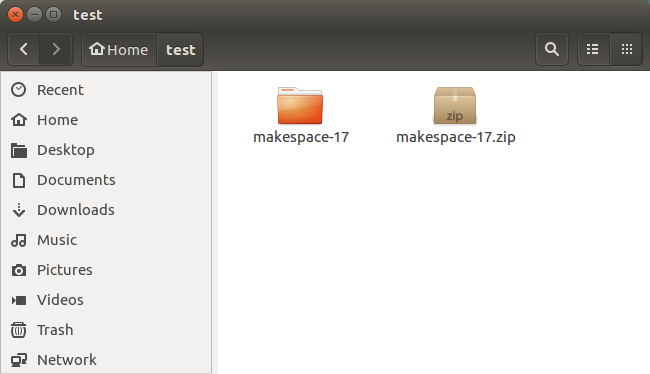 test
Home
test
Recent
Home
Desktop
Documents
Downloads
Music
Pictures
Videos
Trash
Network
makespace-17
zip
makespace-17.zip